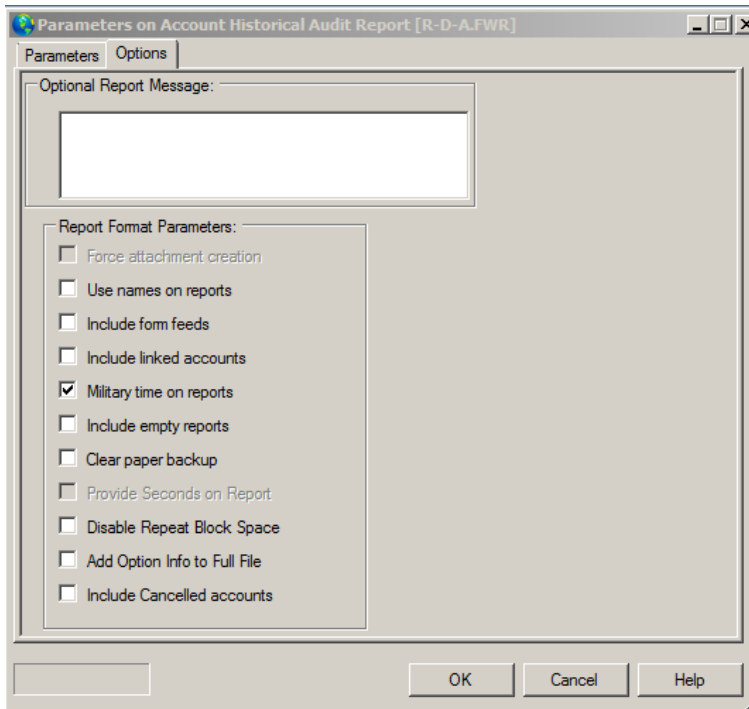 Parameters on Account Historical Audit Report [R-D-A.FWR]
Parameters Options
Optional Report Message:
Report Format Parameters:
Force attachment creation
Use names on reports
Include form feeds
Include linked accounts
Military time on reports
Include empty reports
Clear paper backup
Provide Seconds on Report
Disable Repeat Block Space
Add Option Info to Full File
Include Cancelled accounts
OK Cancel Help